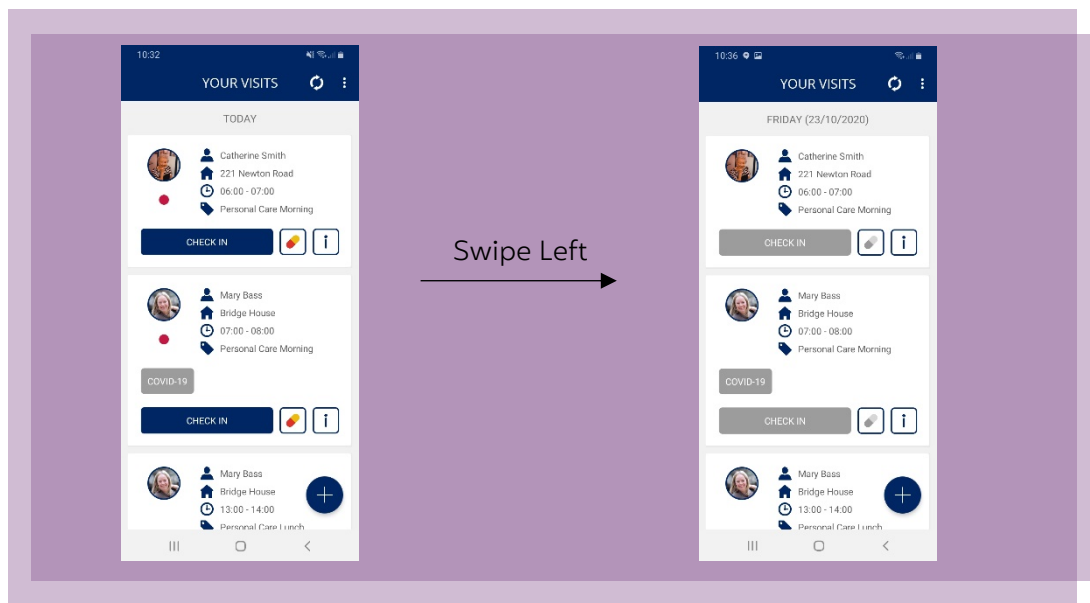 10:32
YOUR VISITS
TODAY
Catherine Smith
221 Newton Road
06:00 - 07:00
Personal Care Morning
CHECK IN
i
Mary Bass
Bridge House
07:00 - 08:00
Personal Care Morning
COVID-19
CHECK IN
i
Mary Bass
Bridge House
13:00 - 14:00
Personal Care Lunch
Swipe Left
10:36
YOUR VISITS
FRIDAY (23/10/2020)
Catherine Smith
221 Newton Road
06:00 - 07:00
Personal Care Morning
CHECK IN
i
Mary Bass
Bridge House
07:00 - 08:00
Personal Care Morning
COVID-19
CHECK IN
i
Mary Bass
Bridge House
13:00 - 14:00
Personal Care Lunch